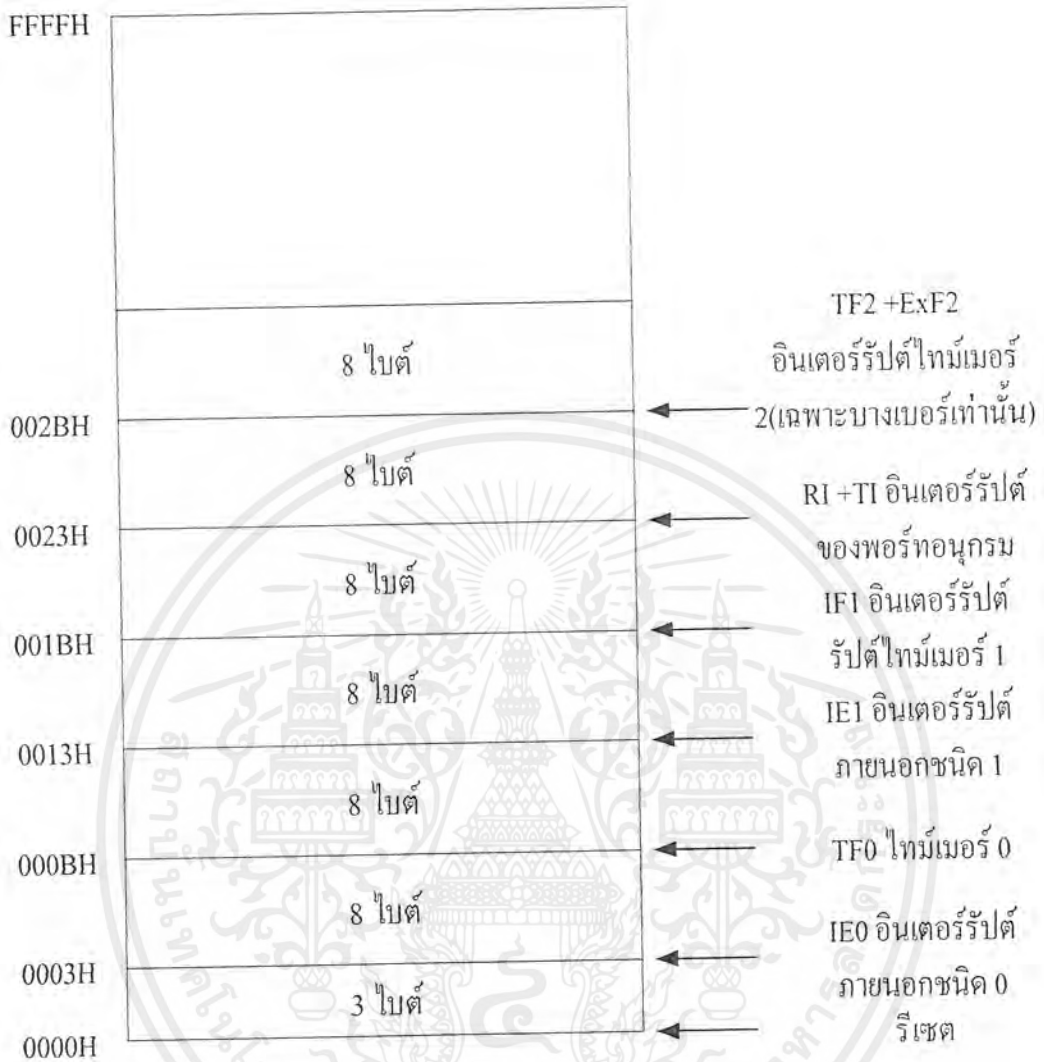 FFFFH
TF2 +ExF2
8 ไบต์
อินเตอร์รัปต์ไทม์เมอร์
002BH
2(เฉพาะบางเบอร์เท่านั้น)
8 ไบต์
RI +TI อินเตอร์รัปต์
0023H
ของพอร์ทอนุกรม
8 ไบต์
IF1 อินเตอร์รัปต์
001BH
รัปต์ไทม์เมอร์ 1
8 ไบต์
IE1 อินเตอร์รัปต์
0013H
ภายนอกชนิด 1
8 ไบต์
000BH
TF0 ไทม์เมอร์ 0
8 ไบต์
IE0 อินเตอร์รัปต์
0003H
ภายนอกชนิด 0
3 ไบต์
รีเซต
0000H